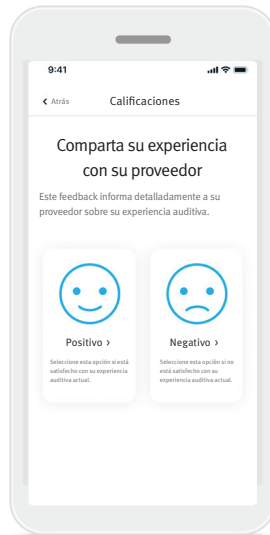 9:41
Atrás
Calificaciones
Comparta su experiencia
con su proveedor
Este feedback informa detalladamente a su
proveedor sobre su experiencia auditiva.
Positivo ›
Seleccione esta opción si está
satisfecho con su experiencia
auditiva actual.
Negativo ›
Seleccione esta opción si no
está satisfecho con su
experiencia auditiva actual.